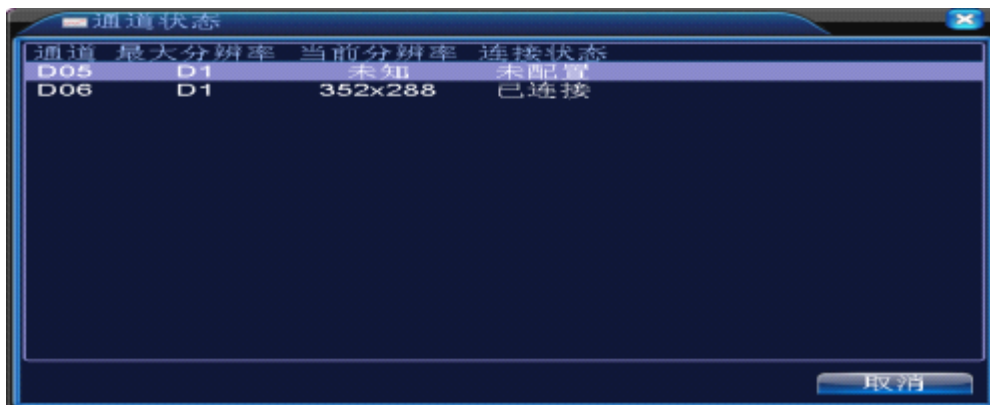 通道状态
通道 最大分辨率 当前分辨率 连接状态
D05 D1 未知 未配置
D06 D1 352x288 已连接
取消